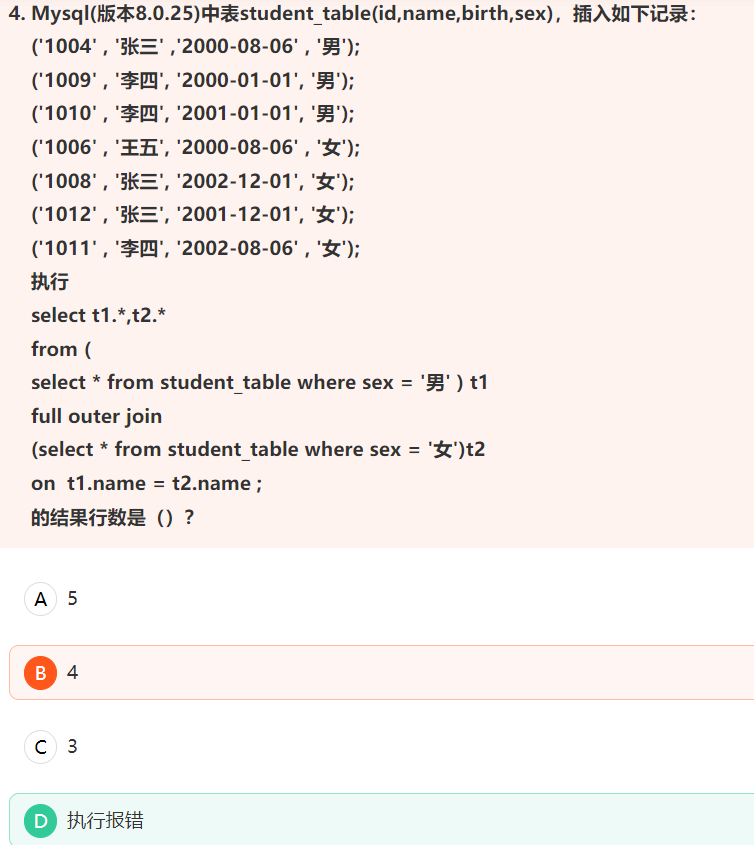 4. Mysql(版本8.0.25)中表student_table(id,name,birth,sex)，插入如下记录：
('1004' , '张三' ,'2000-08-06' , '男');
('1009' , '李四', '2000-01-01', '男');
('1010' , '李四', '2001-01-01', '男');
('1006' , '王五', '2000-08-06' , '女');
('1008' , '张三', '2002-12-01', '女');
('1012' , '张三', '2001-12-01', '女');
('1011' , '李四', '2002-08-06' , '女');
执行
select t1.*,t2.*
from (
select * from student_table where sex = '男' ) t1
full outer join
(select * from student_table where sex = '女')t2
on  t1.name = t2.name ;
的结果行数是（）？
A 5
B 4
C 3
D 执行报错